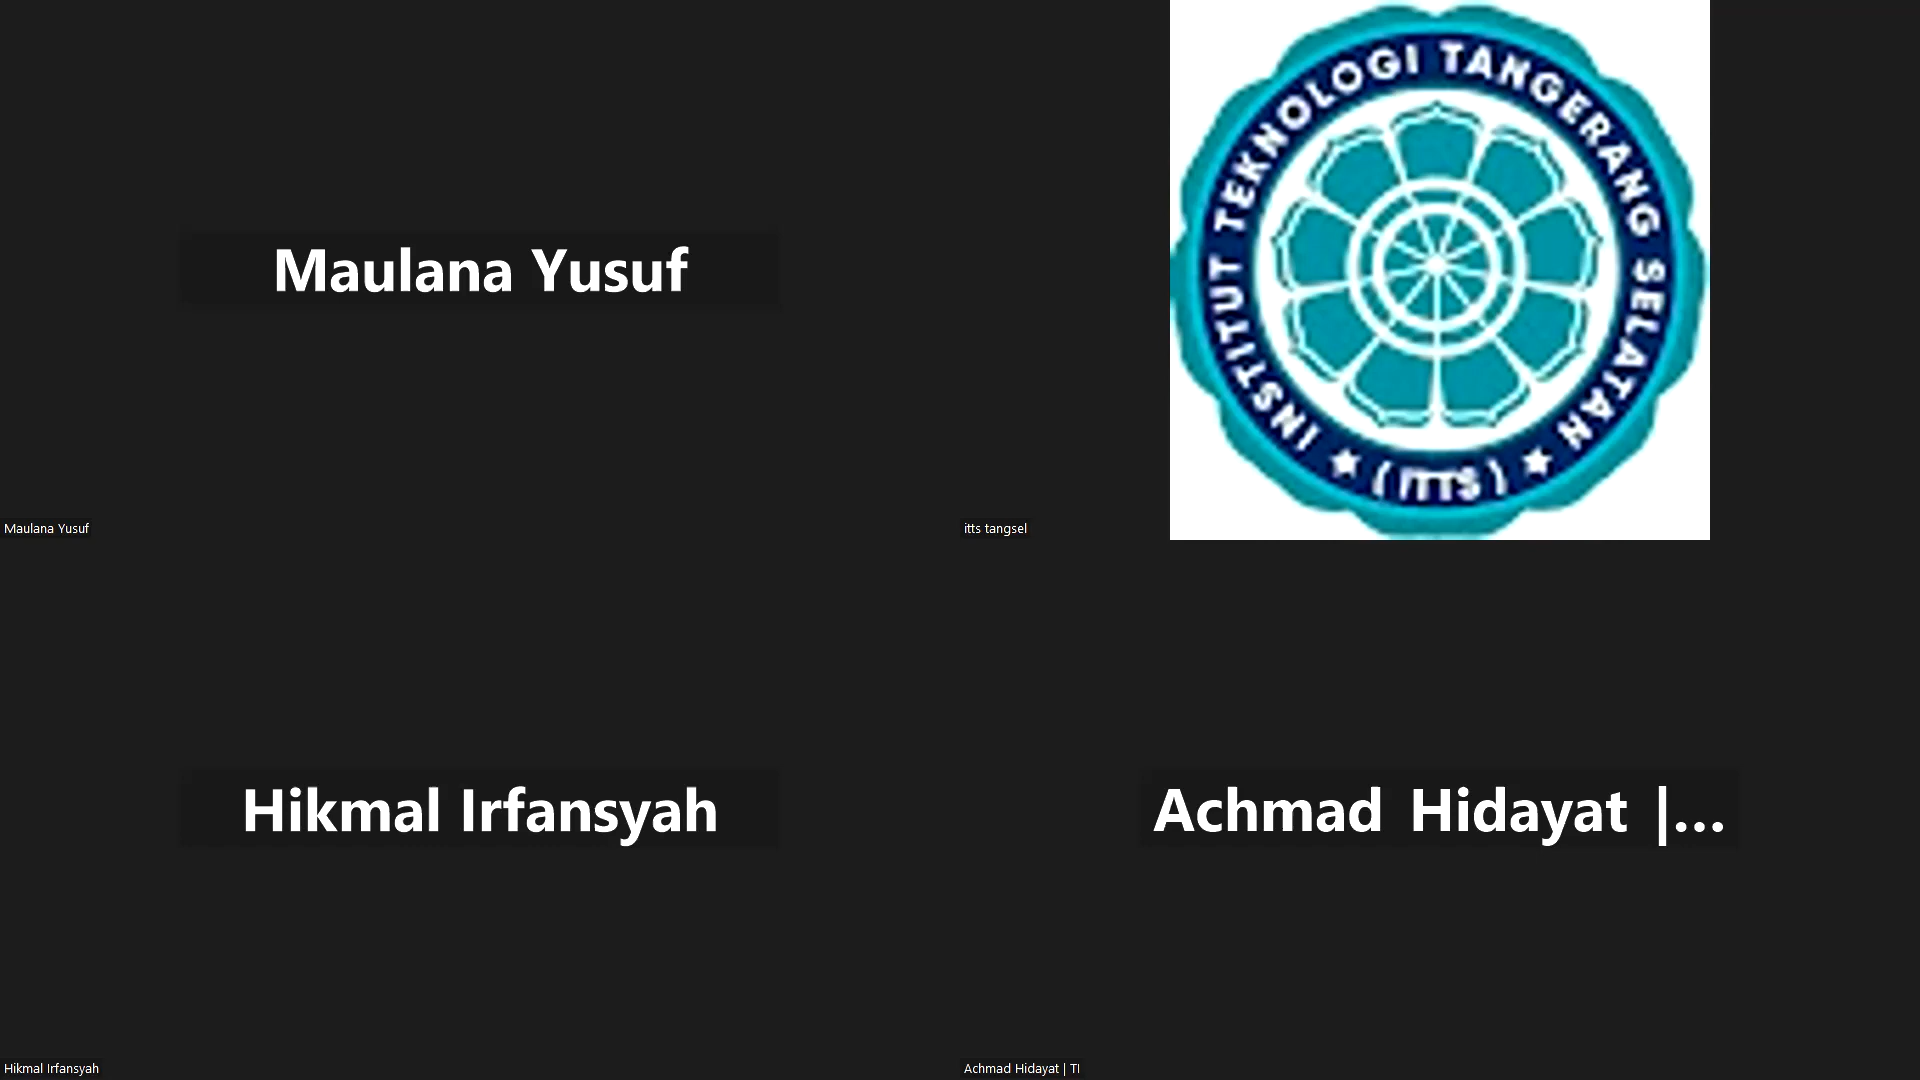 Maulana Yusuf
Maulana Yusuf
INSTITUT TEKNOLOGI TANGERANG SELATAN
( ITTS )
itts tangsel
Hikmal Irfansyah
Hikmal Irfansyah
Achmad Hidayat |...
Achmad Hidayat | TI